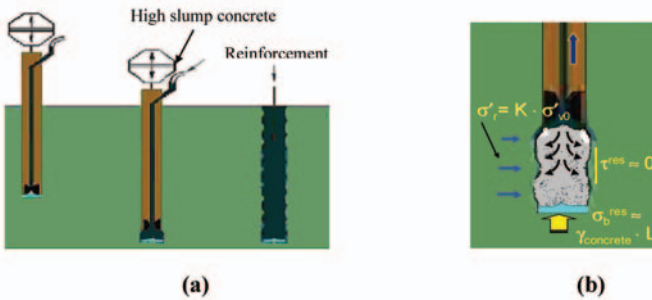 High slump concrete
Reinforcement
σ'r = K · σ'v0
τres ≈ 0
σbres ≈
γconcrete · L
(a)
(b)